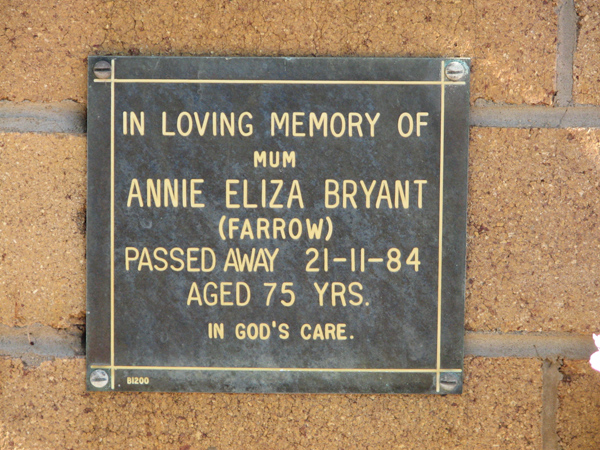 IN LOVING MEMORY OF
MUM
ANNIE ELIZA BRYANT
(FARROW)
PASSED AWAY 21-11-84
AGED 75 YRS.
IN GOD'S CARE.
B1200